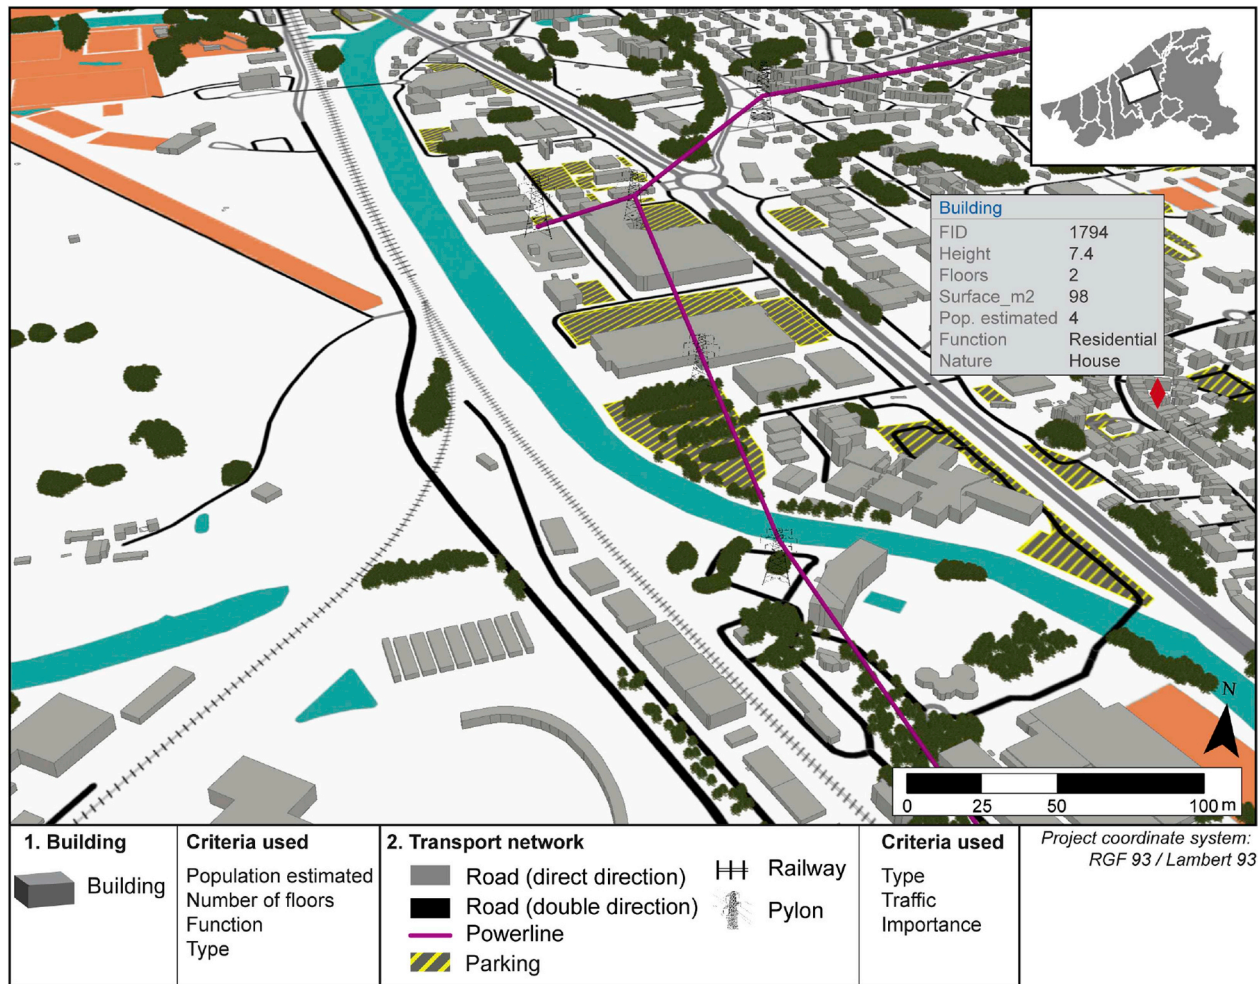 Building
FID 1794
Height 7.4
Floors 2
Surface_m2 98
Pop. estimated 4
Function Residential
Nature House
N
0 25 50 100 m
1. Building
Building
Criteria used
Population estimated
Number of floors
Function
Type
2. Transport network
Road (direct direction)
Road (double direction)
Powerline
Parking
Railway
Pylon
Criteria used
Type
Traffic
Importance
Project coordinate system:
RGF 93 / Lambert 93